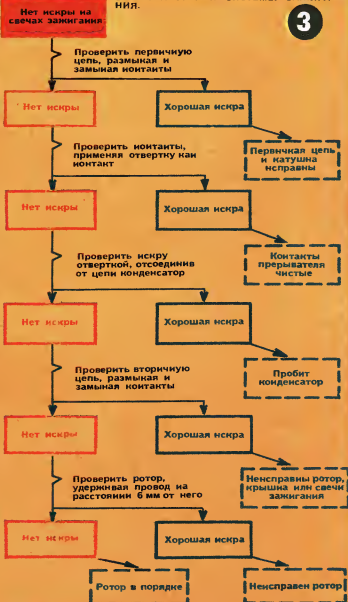 ния.
3
Нет искры на
свечах зажигания
Проверить первичную
цепь, размыкая и
замыкая контакты
Нет искры
Хорошая искра
Первичная цепь
и катушка
исправны
Проверить контакты,
применяя отвертку как
контакт
Нет искры
Хорошая искра
Контакты
прерывателя
чистые
Проверить искру
отверткой, отсоединив
от цепи конденсатор
Нет искры
Хорошая искра
Пробит
конденсатор
Проверить вторичную
цепь, размыкая и
замыкая контакты
Нет искры
Хорошая искра
Неисправны ротор,
крышка или свечи
зажигания
Проверить ротор,
удерживая провод на
расстоянии 6 мм от него
Нет искры
Хорошая искра
Ротор в порядке
Неисправен ротор